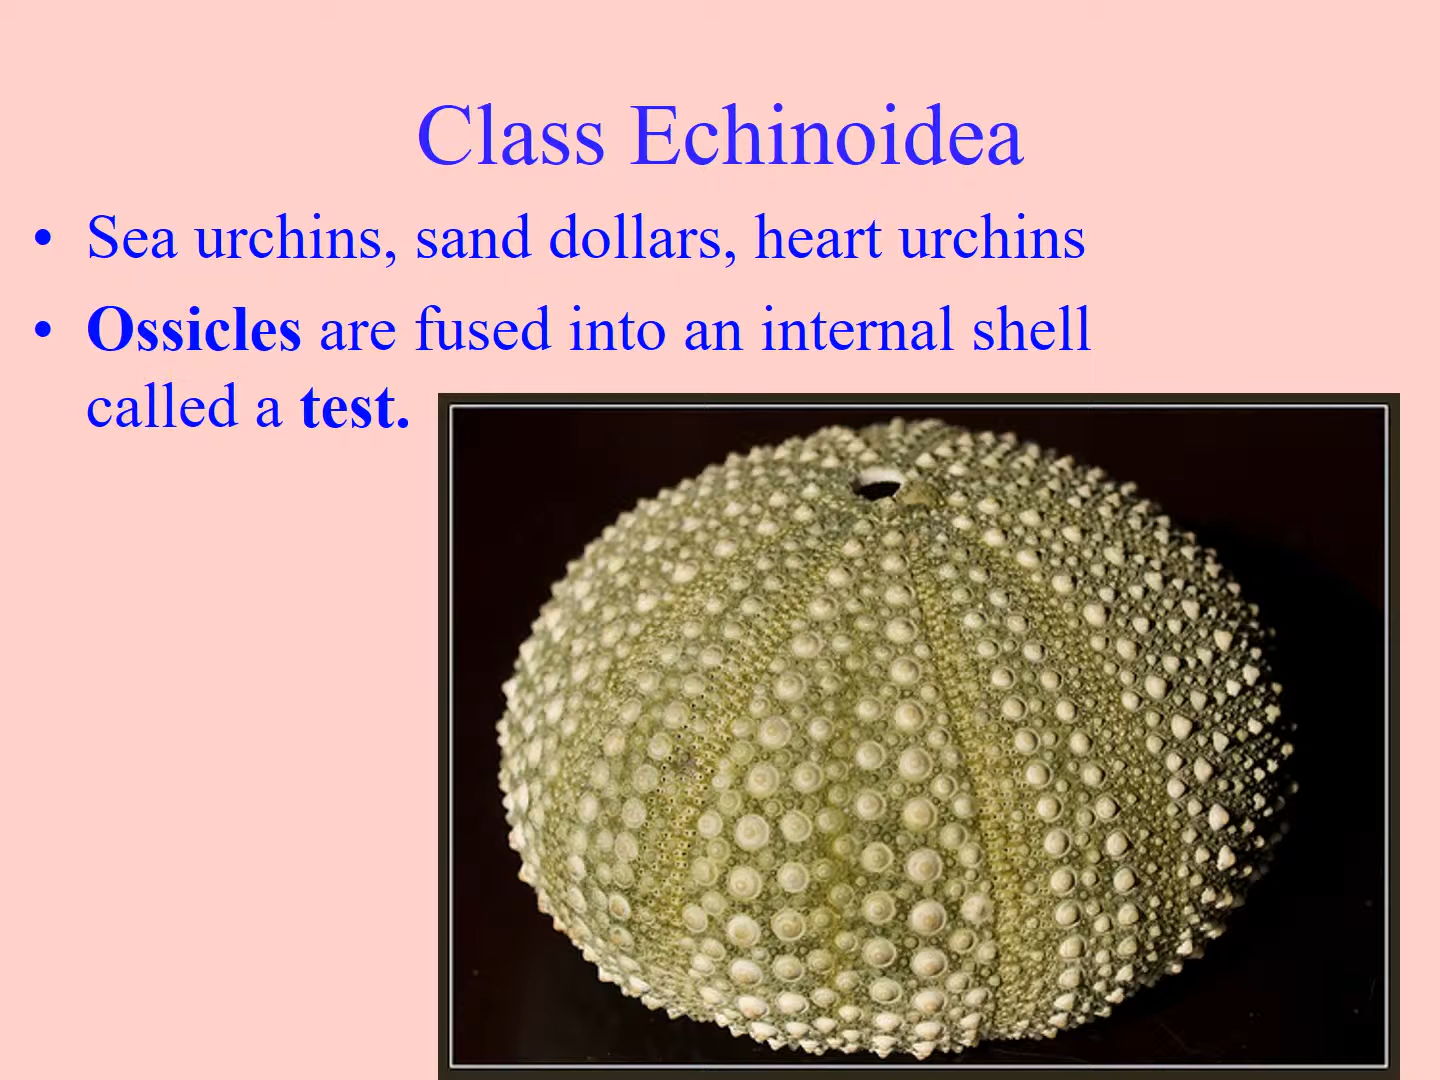 Class Echinoidea
• Sea urchins, sand dollars, heart urchins
• Ossicles are fused into an internal shell
called a test.